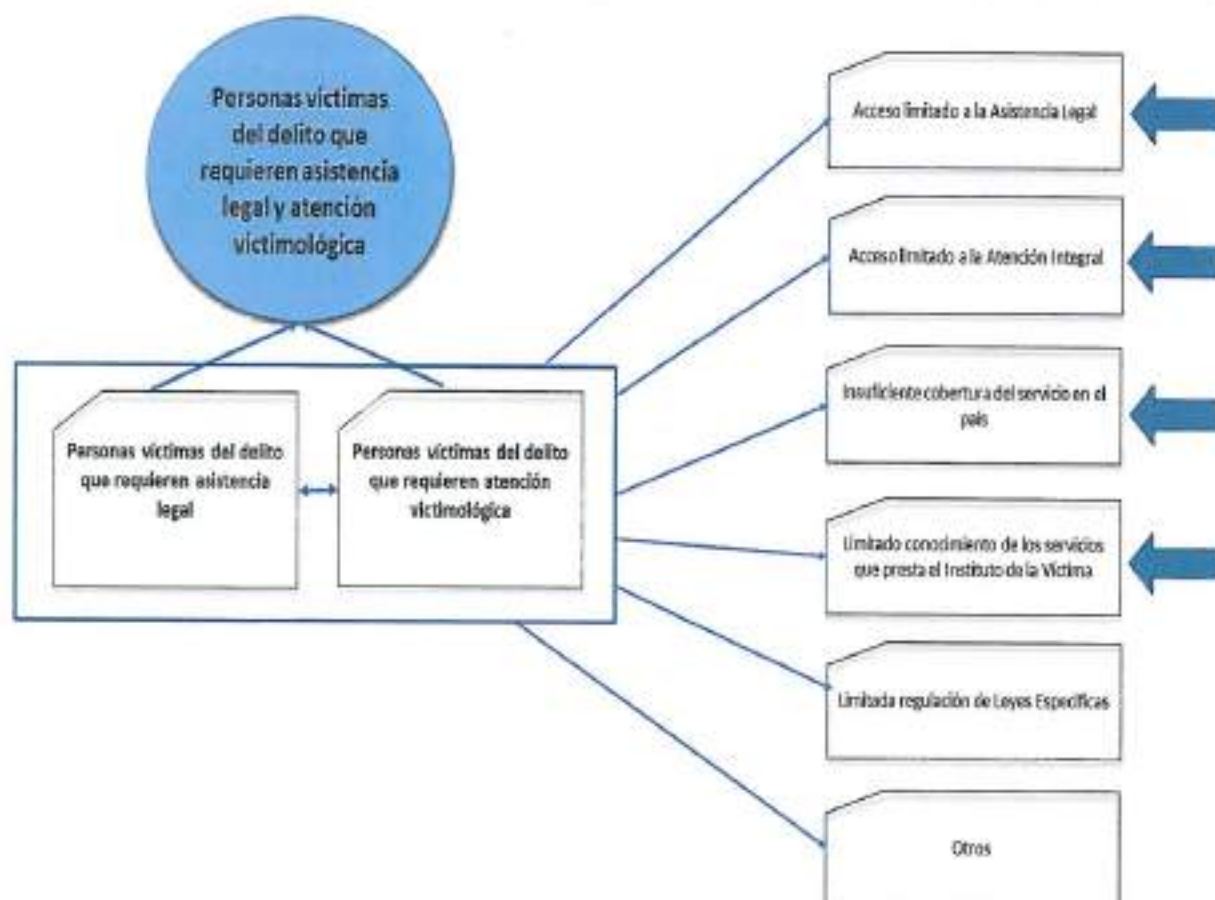 Personas víctimas
del delito que
requieren asistencia
legal y atención
victimológica
Personas víctimas del delito
que requieren asistencia
legal
Personas víctimas del delito
que requieren atención
victimológica
Acceso limitado a la Asistencia Legal
Acceso limitado a la Atención Integral
Insuficiente cobertura del servicio en el
país
Limitado conocimiento de los servicios
que presta el Instituto de la Víctima
Limitada regulación de Leyes Específicas
Otros